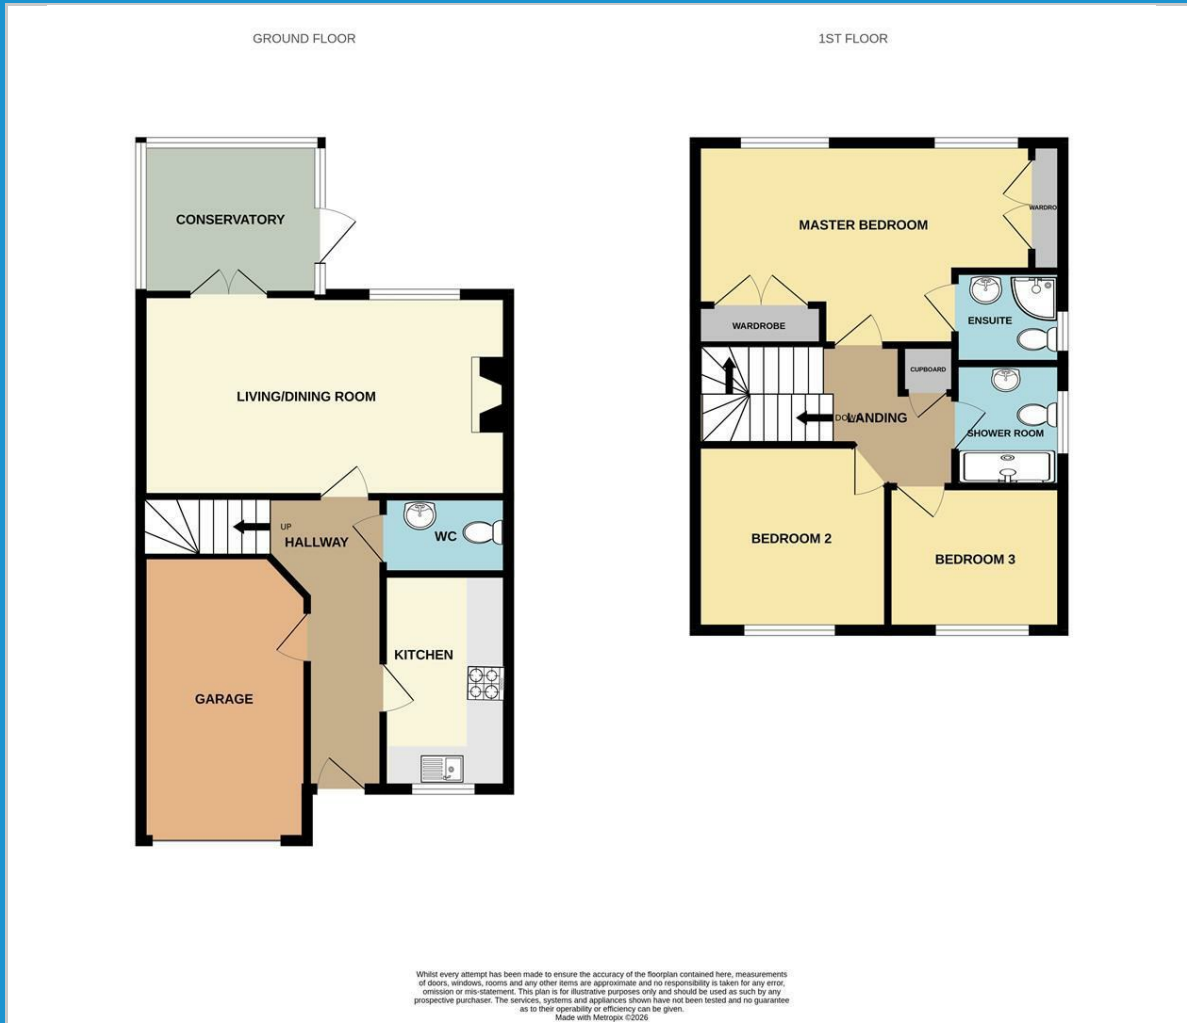 GROUND FLOOR
1ST FLOOR
CONSERVATORY
LIVING/DINING ROOM
UP
HALLWAY
WC
KITCHEN
GARAGE
MASTER BEDROOM
WARDRO
WARDROBE
ENSUITE
CUPBOARD
LANDING
SHOWER ROOM
BEDROOM 2
BEDROOM 3
Whilst every attempt has been made to ensure the accuracy of the floorplan contained here, measurements
of doors, windows, rooms and any other items are approximate and no responsibility is taken for any error,
omission or mis-statement. This plan is for illustrative purposes only and should be used as such by any
prospective purchaser. The services, systems and appliances shown have not been tested and no guarantee
as to their operability or efficiency can be given.
Made with Metropix ©2026